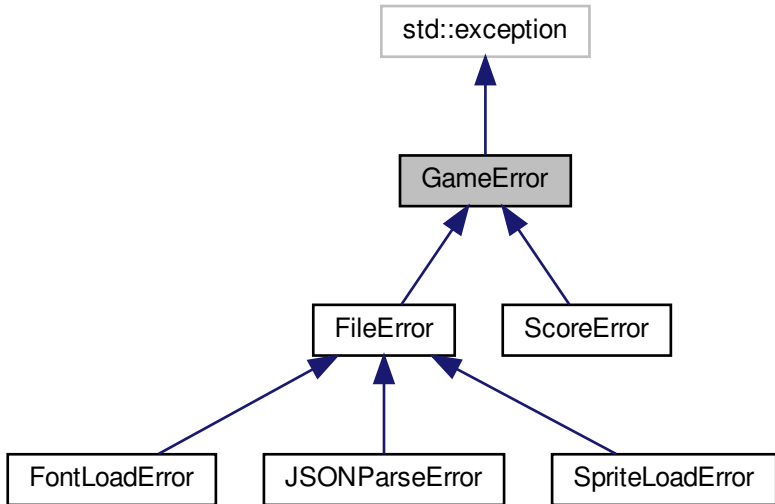 std::exception
GameError
FileError
ScoreError
FontLoadError
JSONParseError
SpriteLoadError